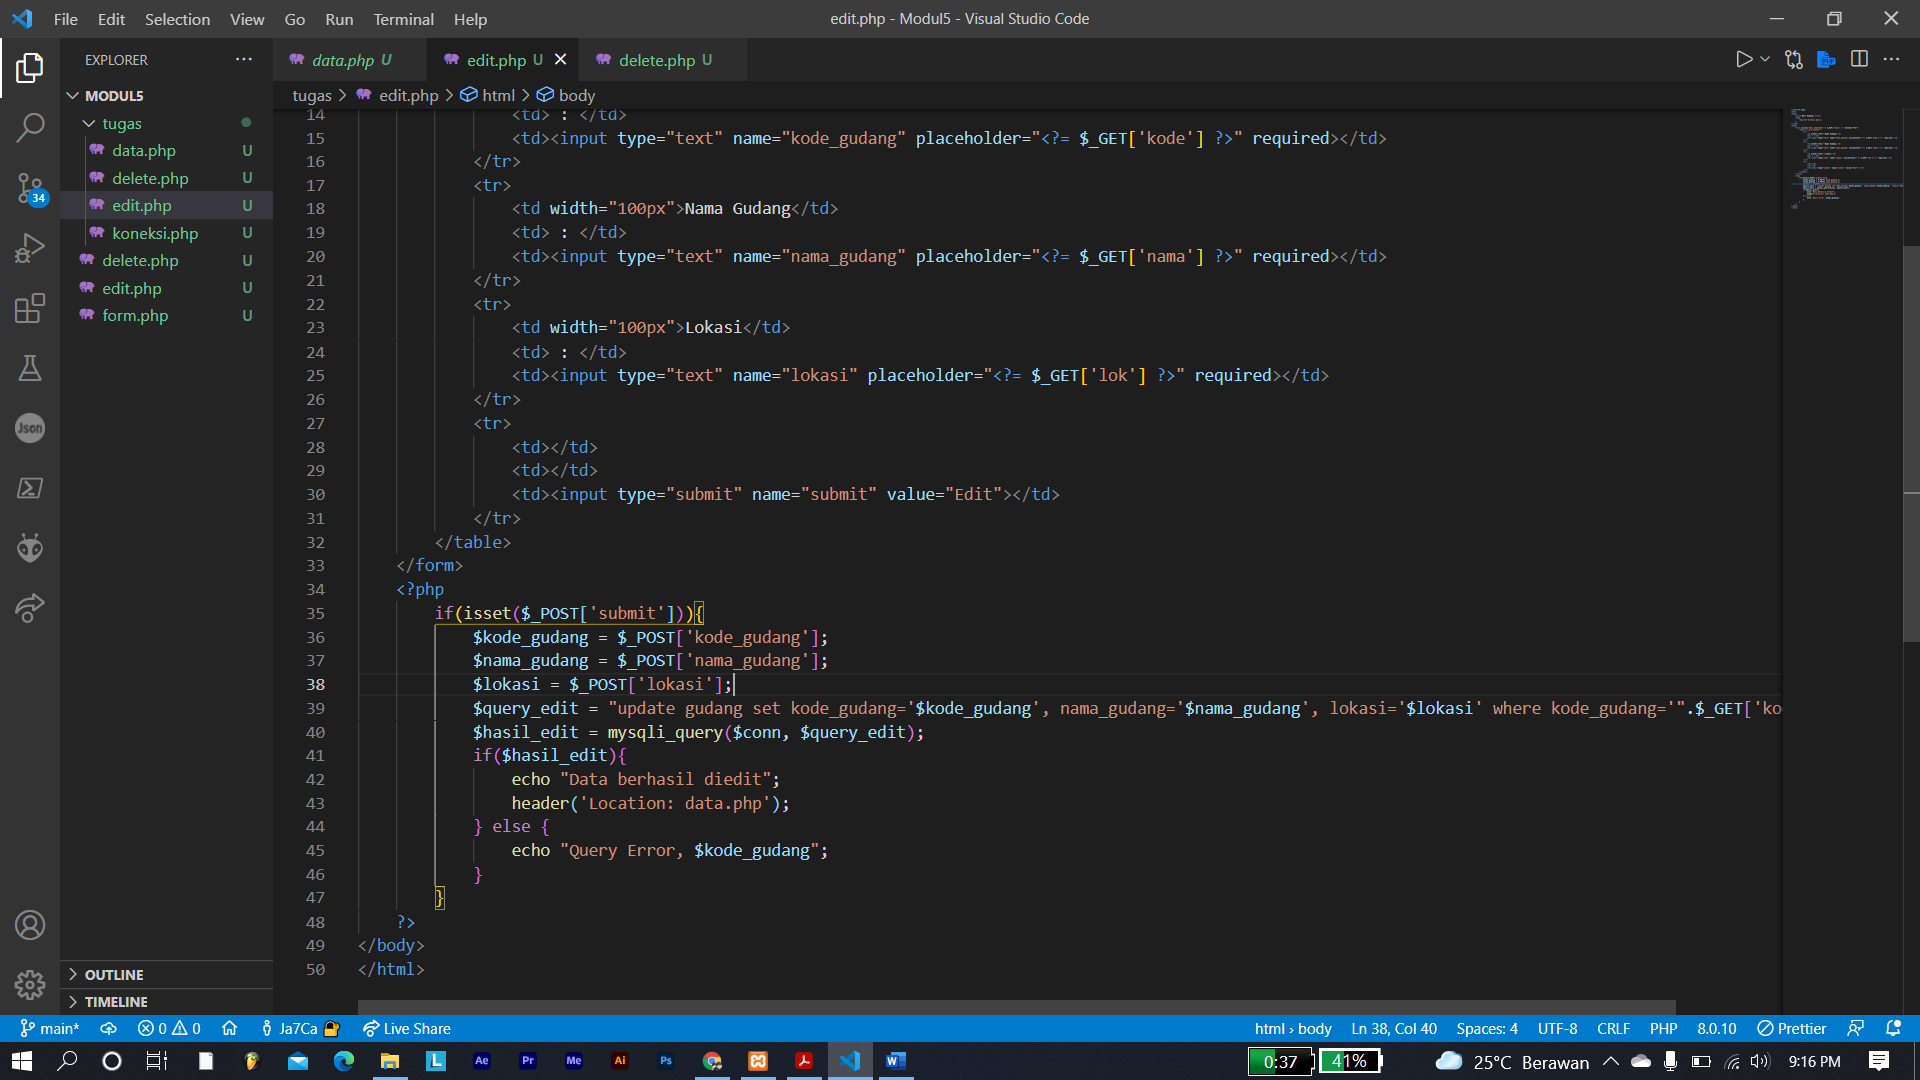 File Edit Selection View Go Run Terminal Help
edit.php - Modul5 - Visual Studio Code
EXPLORER
MODUL5
tugas
data.php U
delete.php U
edit.php U
koneksi.php U
delete.php U
edit.php U
form.php U
OUTLINE
TIMELINE
34
Json
data.php U
edit.php U
delete.php U
tugas > edit.php > html > body
14 <td> : </td>
15 <td><input type="text" name="kode_gudang" placeholder="<?= $_GET['kode'] ?>" required></td>
16 </tr>
17 <tr>
18 <td width="100px">Nama Gudang</td>
19 <td> : </td>
20 <td><input type="text" name="nama_gudang" placeholder="<?= $_GET['nama'] ?>" required></td>
21 </tr>
22 <tr>
23 <td width="100px">Lokasi</td>
24 <td> : </td>
25 <td><input type="text" name="lokasi" placeholder="<?= $_GET['lok'] ?>" required></td>
26 </tr>
27 <tr>
28 <td></td>
29 <td></td>
30 <td><input type="submit" name="submit" value="Edit"></td>
31 </tr>
32 </table>
33 </form>
34 <?php
35 if(isset($_POST['submit'])){
36 $kode_gudang = $_POST['kode_gudang'];
37 $nama_gudang = $_POST['nama_gudang'];
38 $lokasi = $_POST['lokasi'];
39 $query_edit = "update gudang set kode_gudang='$kode_gudang', nama_gudang='$nama_gudang', lokasi='$lokasi' where kode_gudang='".$_GET['ko
40 $hasil_edit = mysqli_query($conn, $query_edit);
41 if($hasil_edit){
42 echo "Data berhasil diedit";
43 header('Location: data.php');
44 } else {
45 echo "Query Error, $kode_gudang";
46 }
47 }
48 ?>
49 </body>
50 </html>
main* 0 0 Ja7Ca Live Share
html > body Ln 38, Col 40 Spaces: 4 UTF-8 CRLF PHP 8.0.10 Prettier
L Ae Pr Me Ai Ps W
0:37 41% 25°C Berawan 9:16 PM